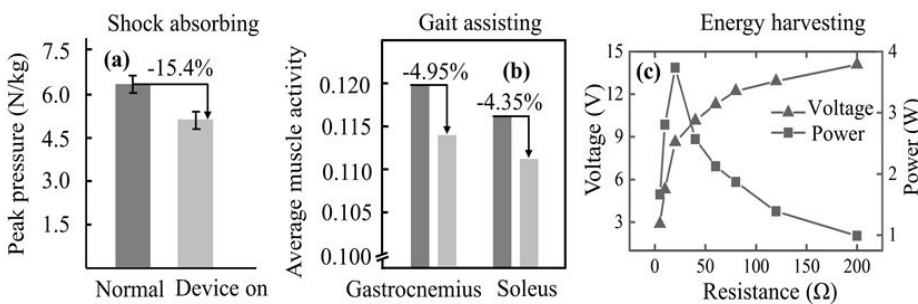 Shock absorbing
Peak pressure (N/kg)
7.5
6.0
4.5
3.0
1.5
(a)
-15.4%
Normal Device on
Gait assisting
Average muscle activity
0.120
0.115
0.110
0.105
0.100
-4.95%
(b)
-4.35%
Gastrocnemius Soleus
Energy harvesting
Voltage (V)
15
12
9
6
3
(c)
Voltage
Power
4
3
2
1
Power (W)
0 50 100 150 200
Resistance (Ω)